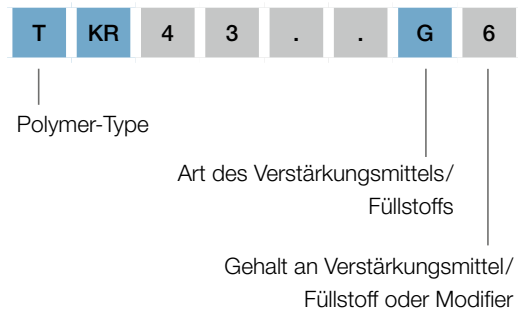 T KR 4 3 . . G 6
Polymer-Type
Art des Verstärkungsmittels/
Füllstoffs
Gehalt an Verstärkungsmittel/
Füllstoff oder Modifier